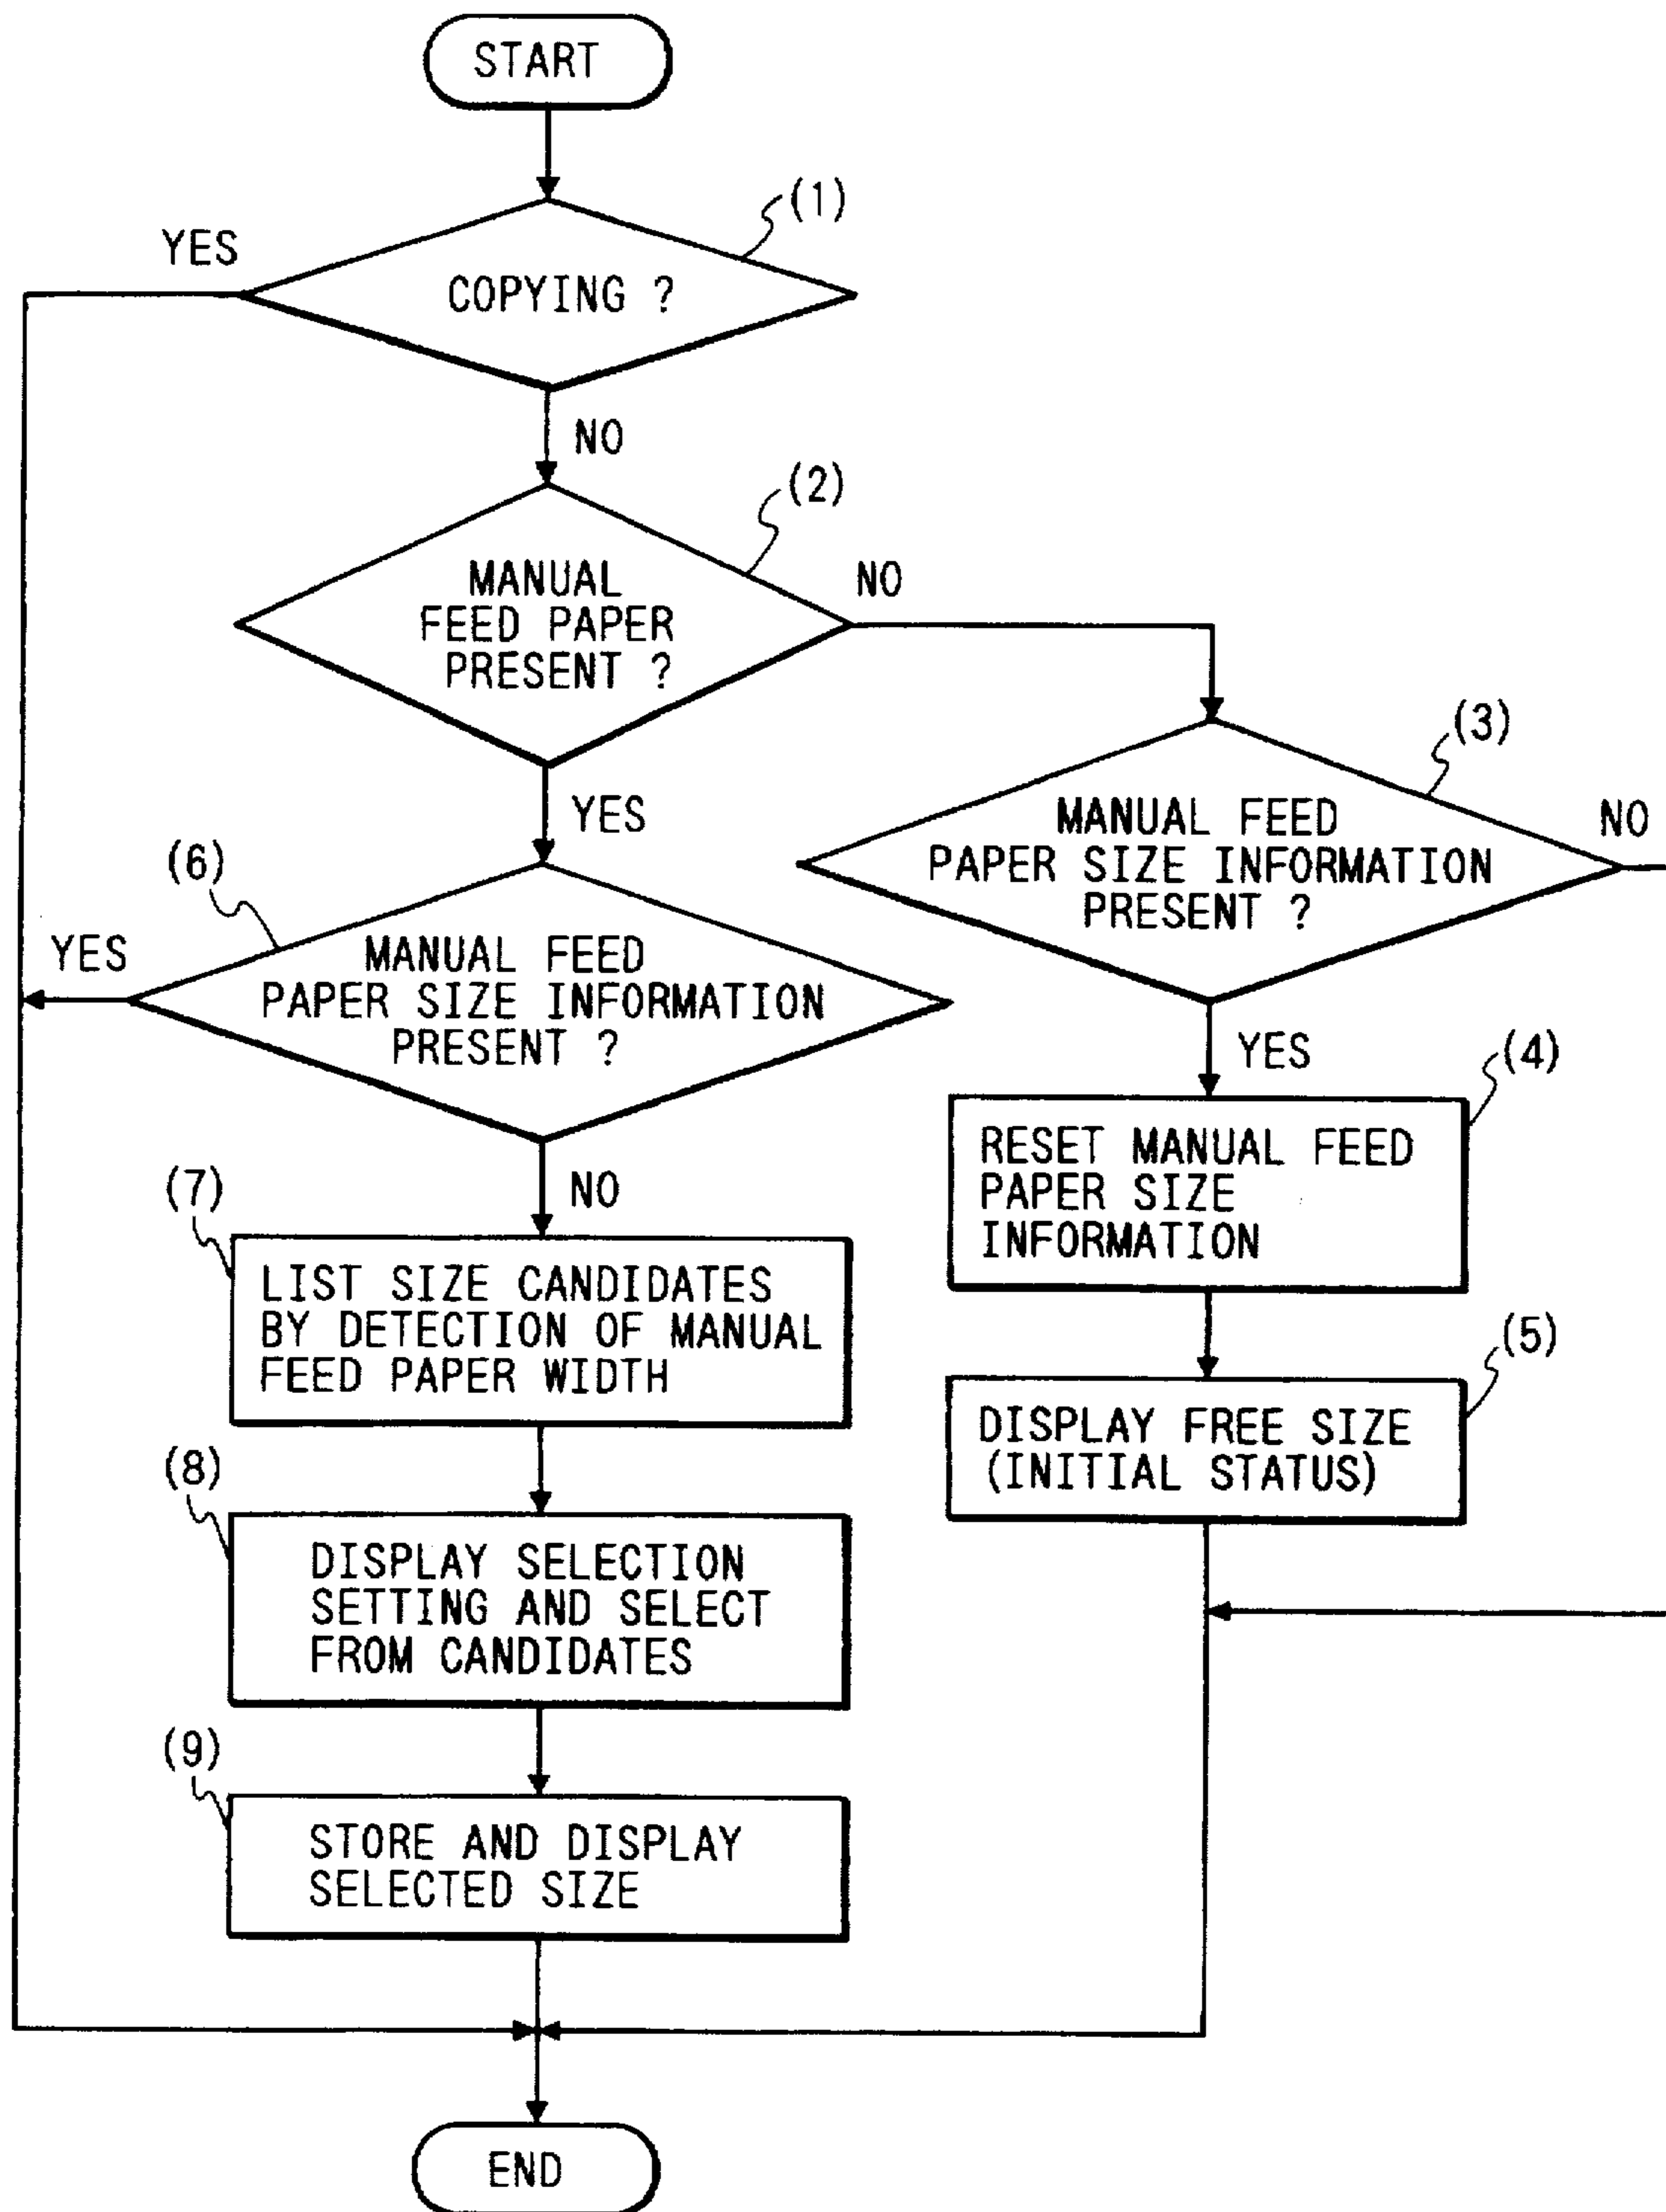 START
(1)
YES
COPYING ?
NO
(2)
MANUAL
FEED PAPER
PRESENT ?
NO
YES
(3)
MANUAL FEED
PAPER SIZE INFORMATION
PRESENT ?
NO
YES
(6)
YES
MANUAL FEED
PAPER SIZE INFORMATION
PRESENT ?
NO
(4)
RESET MANUAL FEED
PAPER SIZE
INFORMATION
(5)
DISPLAY FREE SIZE
(INITIAL STATUS)
(7)
LIST SIZE CANDIDATES
BY DETECTION OF MANUAL
FEED PAPER WIDTH
(8)
DISPLAY SELECTION
SETTING AND SELECT
FROM CANDIDATES
(9)
STORE AND DISPLAY
SELECTED SIZE
END